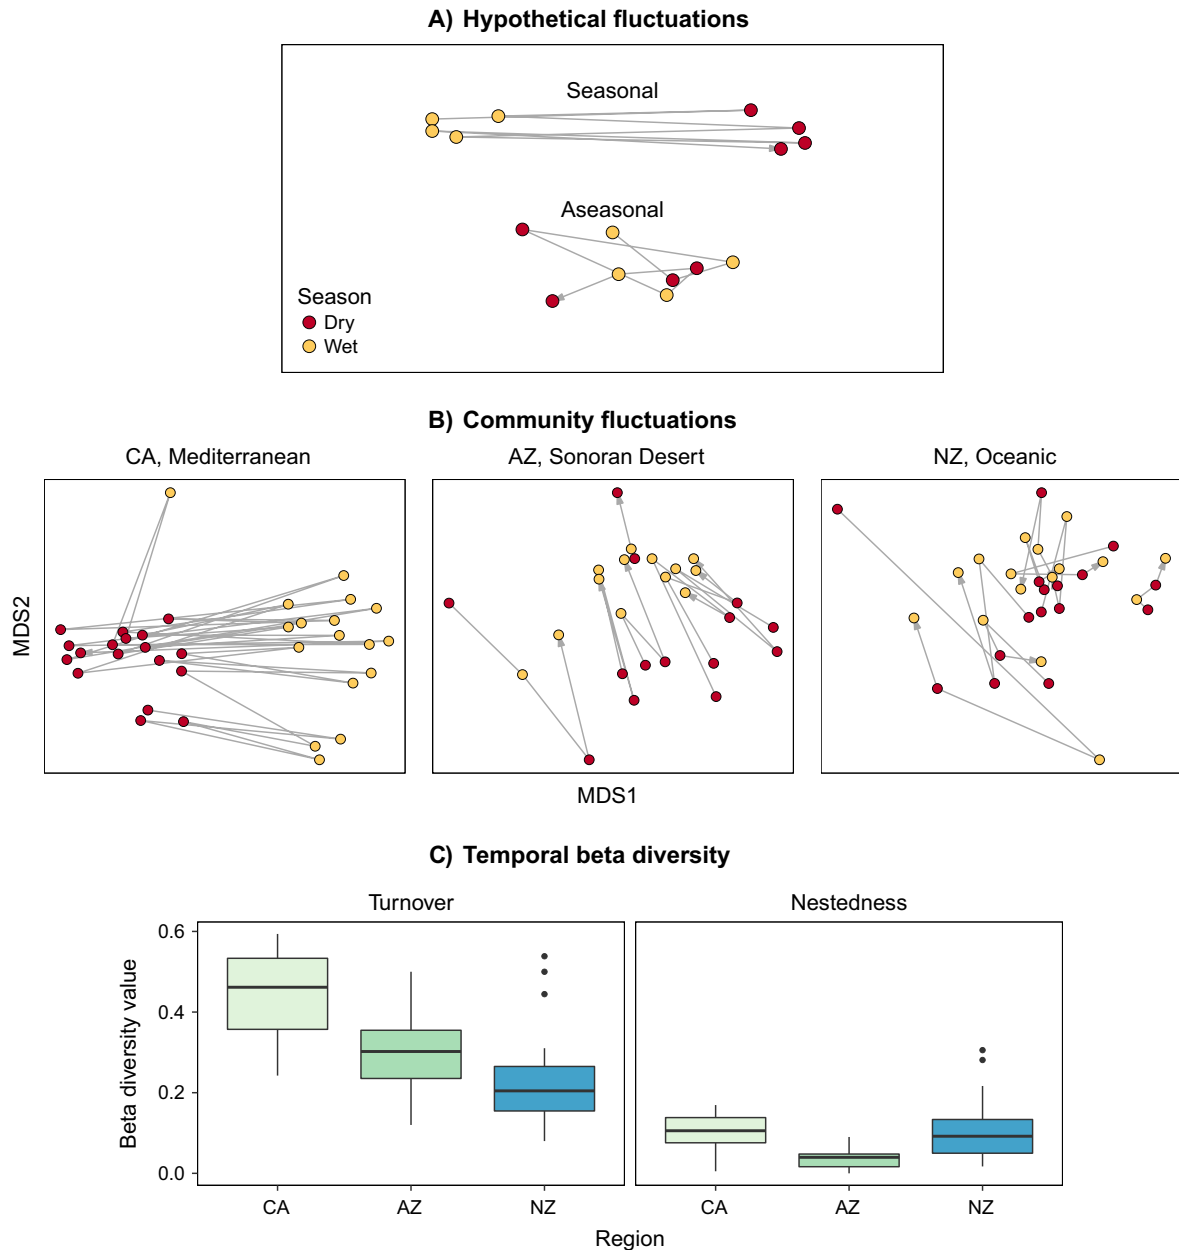 A) Hypothetical fluctuations
Seasonal
Aseasonal
Season
Dry
Wet
B) Community fluctuations
CA, Mediterranean
AZ, Sonoran Desert
NZ, Oceanic
MDS2
MDS1
C) Temporal beta diversity
Turnover
Nestedness
Beta diversity value
0.6
0.4
0.2
0.0
CA
AZ
NZ
CA
AZ
NZ
Region